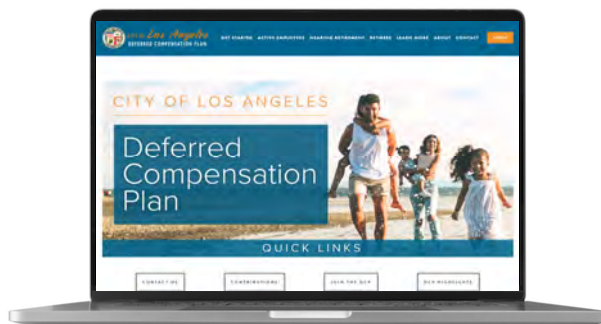 City of Los Angeles
DEFERRED COMPENSATION PLAN
GET STARTED ACTIVE EMPLOYEES NEARING RETIREMENT RETIREES LEARN MORE ABOUT CONTACT
CITY OF LOS ANGELES
Deferred
Compensation
Plan
QUICK LINKS
CONTACT US CONTRIBUTIONS JOIN THE DCP DCP HIGHLIGHTS